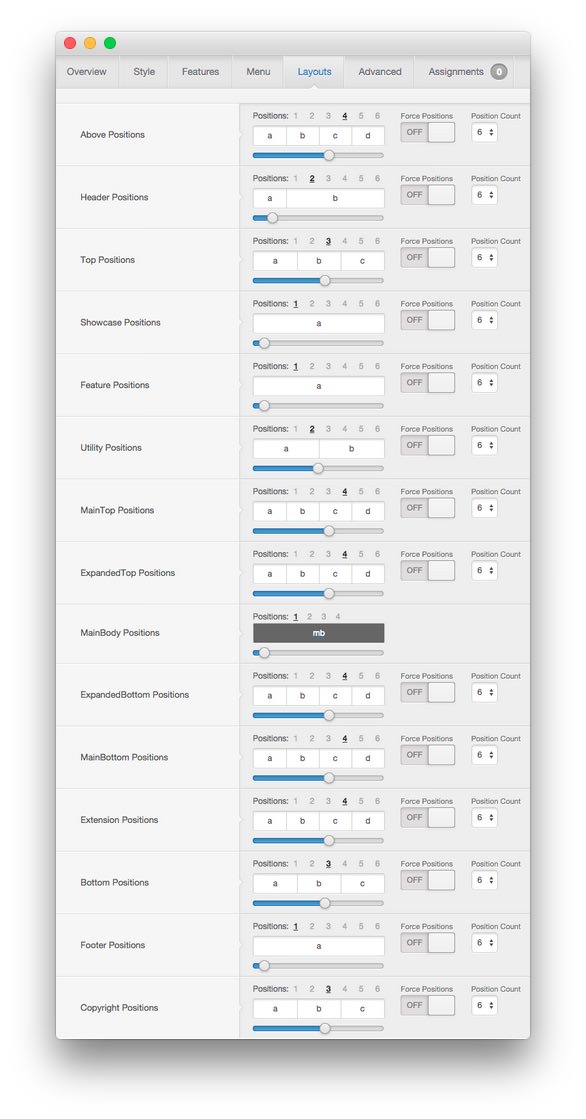 Overview Style Features Menu Layouts Advanced Assignments 0
Positions: 1 2 3 4 5 6 Force Positions Position Count
Above Positions a b c d OFF 6
Positions: 1 2 3 4 5 6 Force Positions Position Count
Header Positions a b OFF 6
Positions: 1 2 3 4 5 6 Force Positions Position Count
Top Positions a b c OFF 6
Positions: 1 2 3 4 5 6 Force Positions Position Count
Showcase Positions a OFF 6
Positions: 1 2 3 4 5 6 Force Positions Position Count
Feature Positions a OFF 6
Positions: 1 2 3 4 5 6 Force Positions Position Count
Utility Positions a b OFF 6
Positions: 1 2 3 4 5 6 Force Positions Position Count
MainTop Positions a b c d OFF 6
Positions: 1 2 3 4 5 6 Force Positions Position Count
ExpandedTop Positions a b c d OFF 6
Positions: 1 2 3 4
MainBody Positions mb
Positions: 1 2 3 4 5 6 Force Positions Position Count
ExpandedBottom Positions a b c d OFF 6
Positions: 1 2 3 4 5 6 Force Positions Position Count
MainBottom Positions a b c d OFF 6
Positions: 1 2 3 4 5 6 Force Positions Position Count
Extension Positions a b c d OFF 6
Positions: 1 2 3 4 5 6 Force Positions Position Count
Bottom Positions a b c OFF 6
Positions: 1 2 3 4 5 6 Force Positions Position Count
Footer Positions a OFF 6
Positions: 1 2 3 4 5 6 Force Positions Position Count
Copyright Positions a b c OFF 6